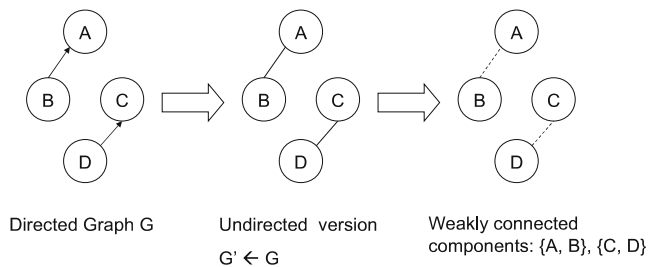 A
B
C
D
A
B
C
D
A
B
C
D
Directed Graph G
Undirected version
G' ← G
Weakly connected
components: {A, B}, {C, D}